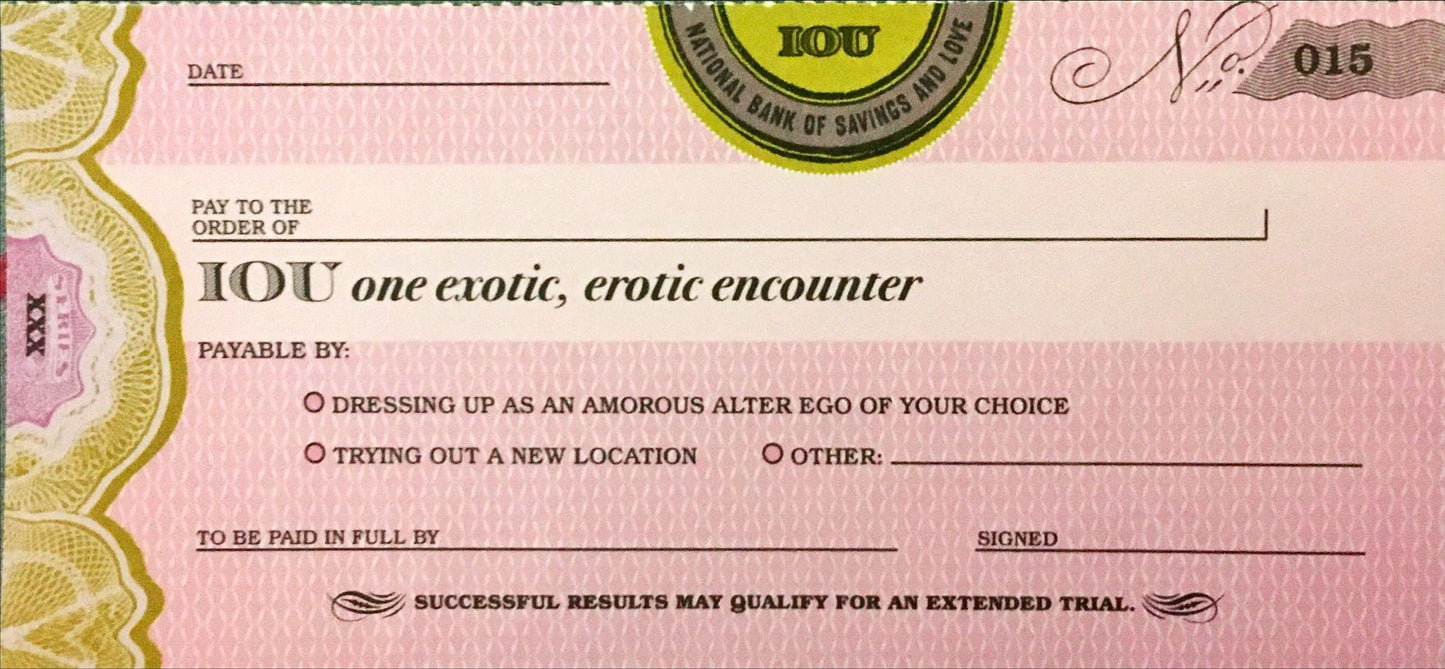 IOU
NATIONAL BANK OF SAVINGS AND LOVE
No. 015
DATE
PAY TO THE
ORDER OF
IOU one exotic, erotic encounter
SERIES
XXX
PAYABLE BY:
DRESSING UP AS AN AMOROUS ALTER EGO OF YOUR CHOICE
TRYING OUT A NEW LOCATION OTHER:
TO BE PAID IN FULL BY SIGNED
SUCCESSFUL RESULTS MAY QUALIFY FOR AN EXTENDED TRIAL.